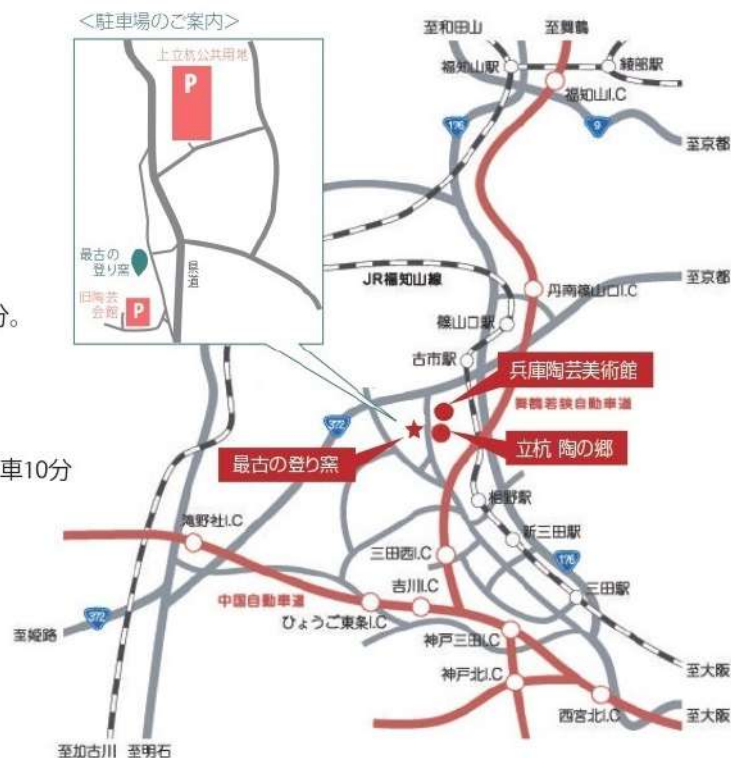 <駐車場のご案内>
上立杭公共用地
P
最古の
登り窯
旧陶芸
会館
P
県道
至和田山
至舞鶴
福知山駅
綾部駅
福知山I.C
176
9
至京都
至京都
JR福知山線
丹南篠山口I.C
篠山口駅
古市駅
分。
兵庫陶芸美術館
舞鶴若狭自動車道
372
最古の登り窯
立杭 陶の郷
車10分
相野駅
滝野社I.C
新三田駅
三田西I.C
176
吉川I.C
三田駅
中国自動車道
372
ひょうご東条I.C
至姫路
神戸三田I.C
至大阪
神戸北I.C
西宮北I.C
至大阪
至加古川
至明石